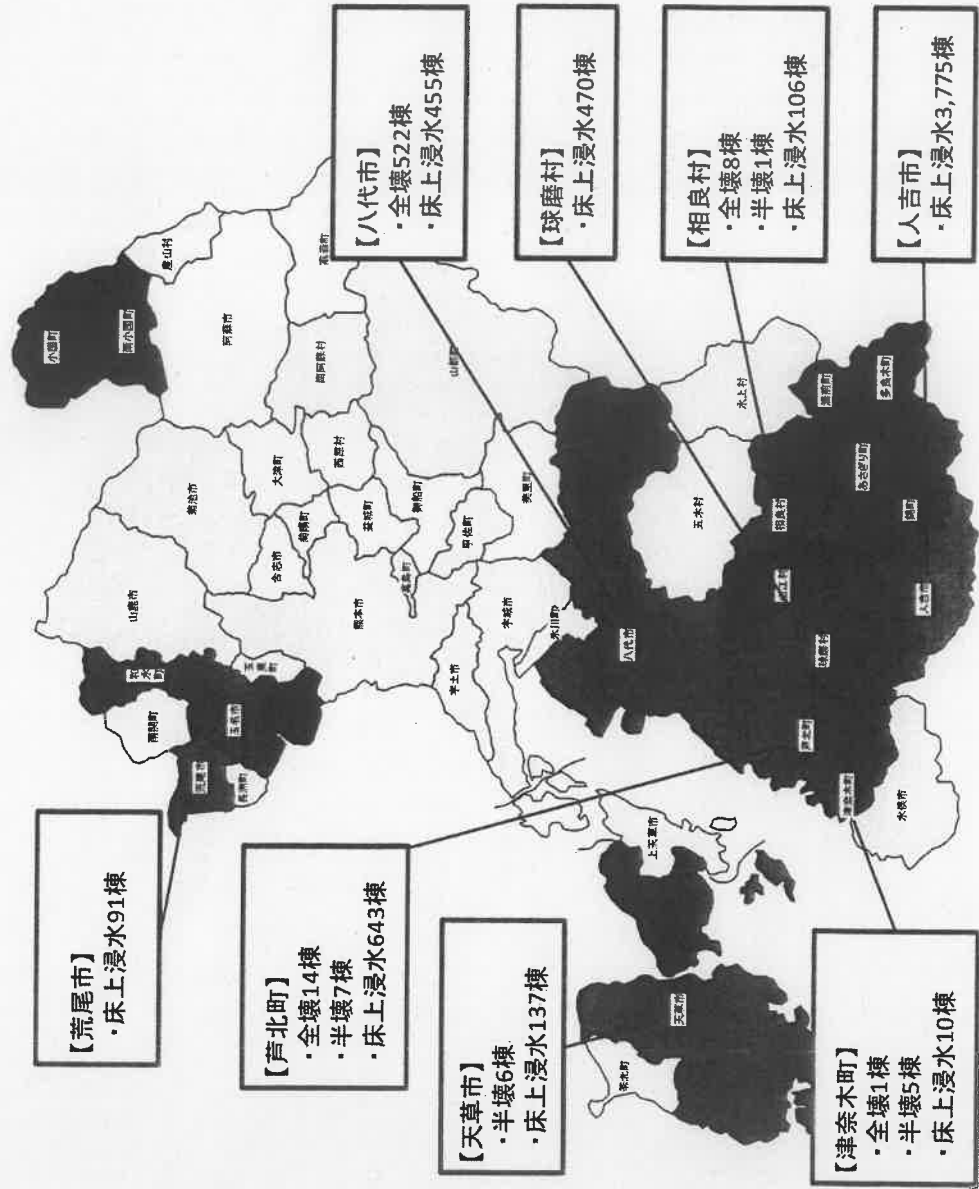 【荒尾市】
・床上浸水91棟
【芦北町】
・全壊14棟
・半壊7棟
・床上浸水643棟
【天草市】
・半壊6棟
・床上浸水137棟
【津奈木町】
・全壊1棟
・半壊5棟
・床上浸水10棟
【八代市】
・全壊522棟
・床上浸水455棟
【球磨村】
・床上浸水470棟
【相良村】
・全壊8棟
・半壊1棟
・床上浸水106棟
【人吉市】
・床上浸水3,775棟
小国町
南小国町
産山村
阿蘇市
高森町
南阿蘇村
山都町
菊池市
大津町
西原村
菊陽町
合志市
益城町
御船町
嘉島町
甲佐町
美里町
山鹿市
熊本市
和水町
玉東町
南関町
玉名市
荒尾市
長洲町
宇土市
宇城市
氷川町
八代市
上天草市
天草市
苓北町
五木村
水上村
湯前町
多良木町
あさぎり町
相良村
錦町
山江村
人吉市
球磨村
芦北町
津奈木町
水俣市